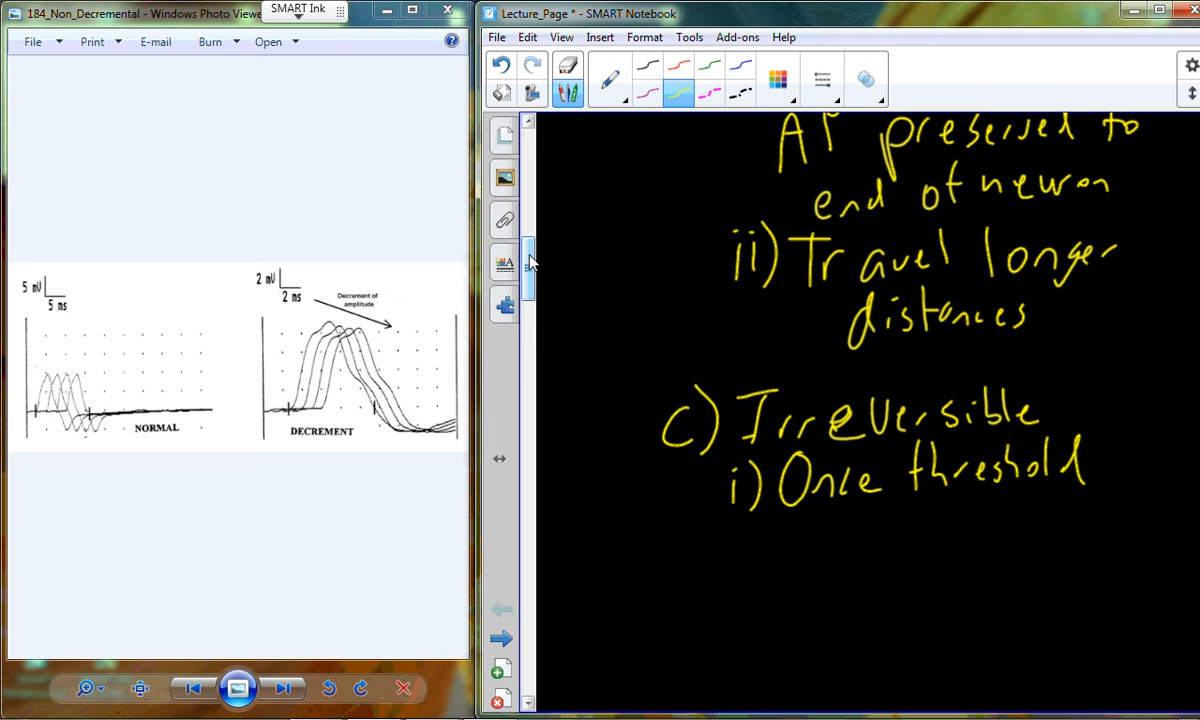 184_Non_Decremental - Windows Photo Viewe
SMART Ink
File Print E-mail Burn Open
5 mV
5 ms
NORMAL
2 mV
2 ms
Decrement of
amplitude
DECREMENT
Lecture_Page * - SMART Notebook
File Edit View Insert Format Tools Add-ons Help
AP preserved to
end of neuron
ii) Travel longer
distances
c) Irreversible
i) Once threshold